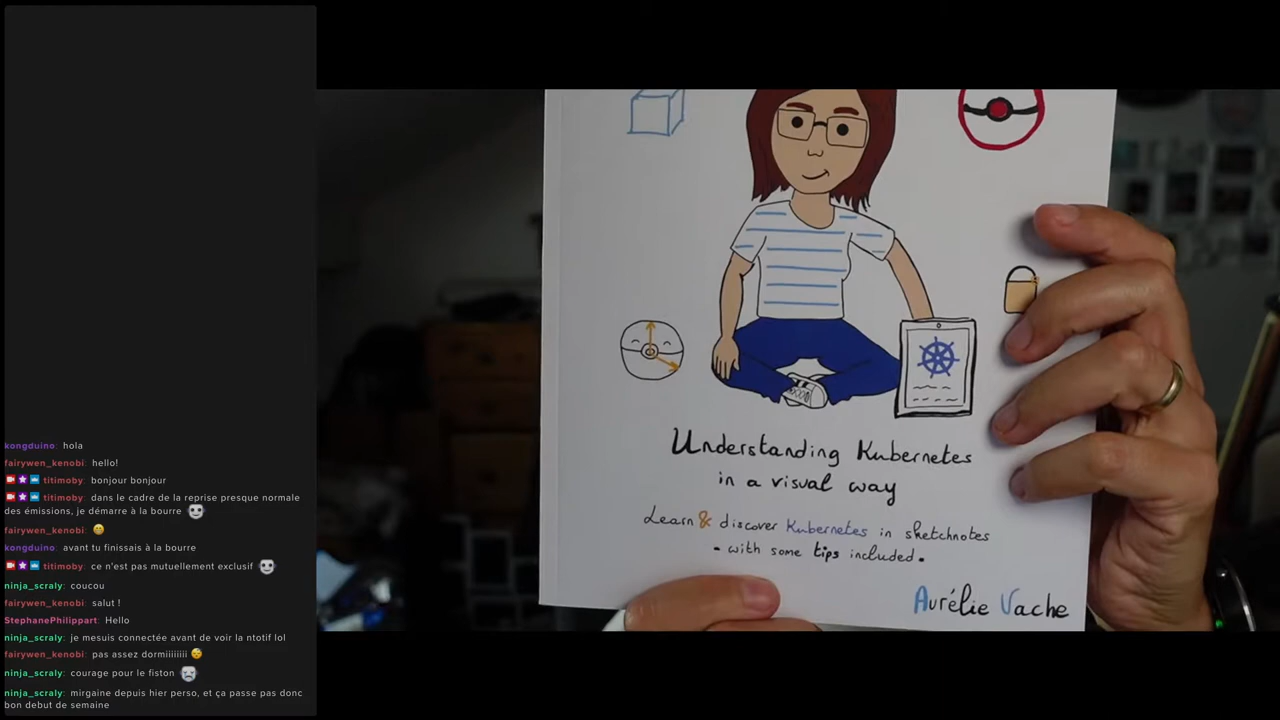 kongduino: hola
fairywen_kenobi: hello!
titimoby: bonjour bonjour
titimoby: dans le cadre de la reprise presque normale
des émissions, je démarre à la bourre
fairywen_kenobi:
kongduino: avant tu finissais à la bourre
titimoby: ce n'est pas mutuellement exclusif
ninja_scraly: coucou
fairywen_kenobi: salut !
StephanePhilippart: Hello
ninja_scraly: je mesuis connectée avant de voir la ntotif lol
fairywen_kenobi: pas assez dormiiiiiiii
ninja_scraly: courage pour le fiston
ninja_scraly: mirgaine depuis hier perso, et ça passe pas donc
bon debut de semaine
Understanding Kubernetes
in a visual way
Learn & discover Kubernetes in sketchnotes
- with some tips included.
Aurélie Vache